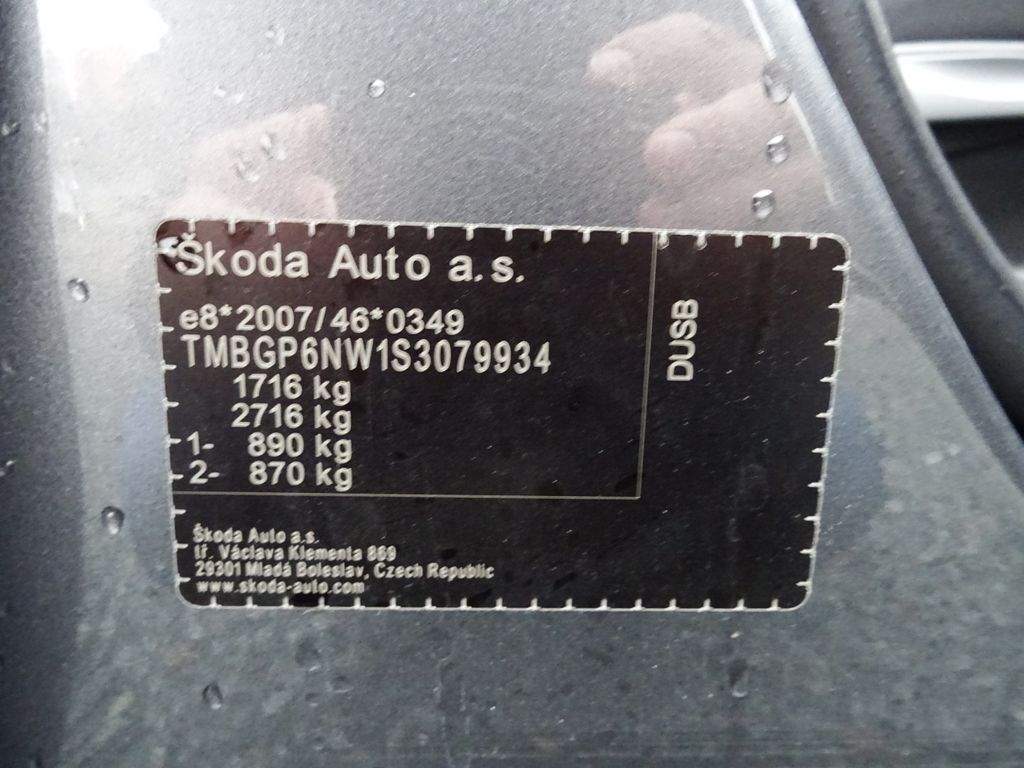 Škoda Auto a.s.
e8*2007/46*0349
TMBGP6NW1S3079934
1716 kg
2716 kg
1- 890 kg
2- 870 kg
DUSB
Škoda Auto a.s.
tř. Václava Klementa 869
29301 Mladá Boleslav, Czech Republic
www.skoda-auto.com